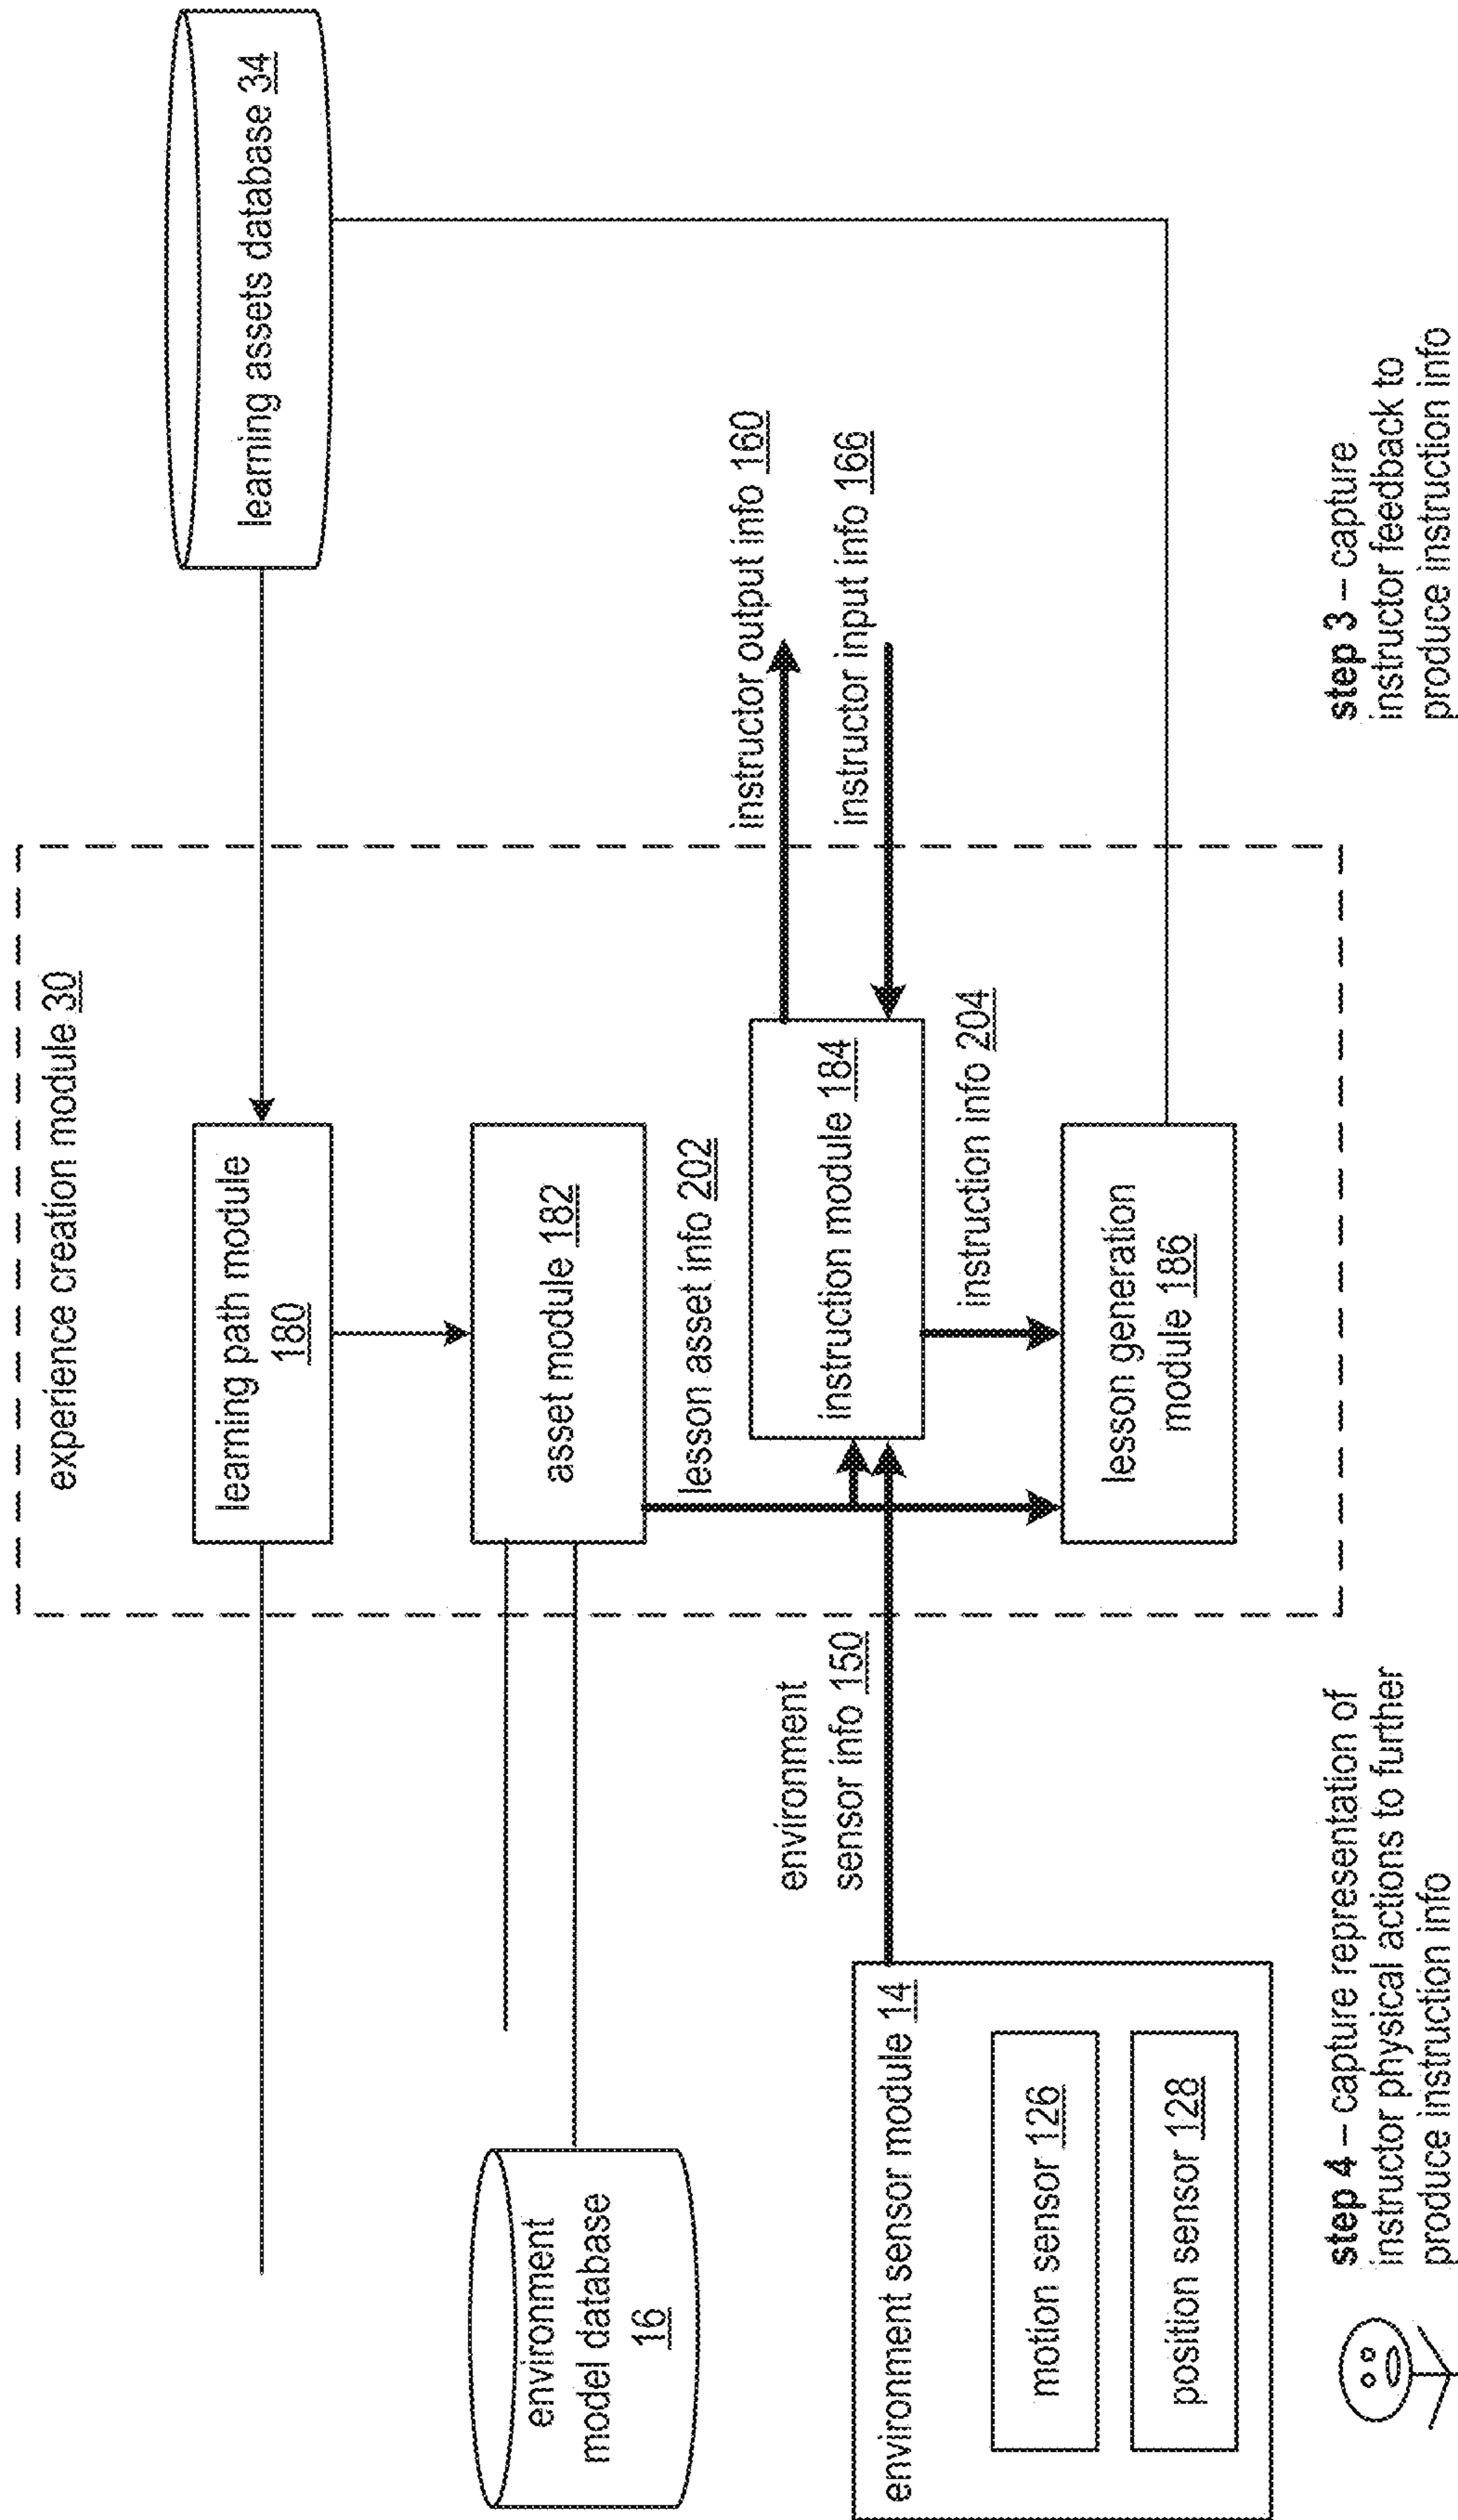 experience creation module 30
learning assets database 34
learning path module
180
environment
model database
16
asset module 182
lesson asset info 202
instructor output info 160
instructor input info 166
environment
sensor info 150
instruction module 184
instruction info 204
environment sensor module 14
motion sensor 126
position sensor 128
lesson generation
module 186
step 4 – capture representation of
instructor physical actions to further
produce instruction info
step 3 – capture
instructor feedback to
produce instruction info